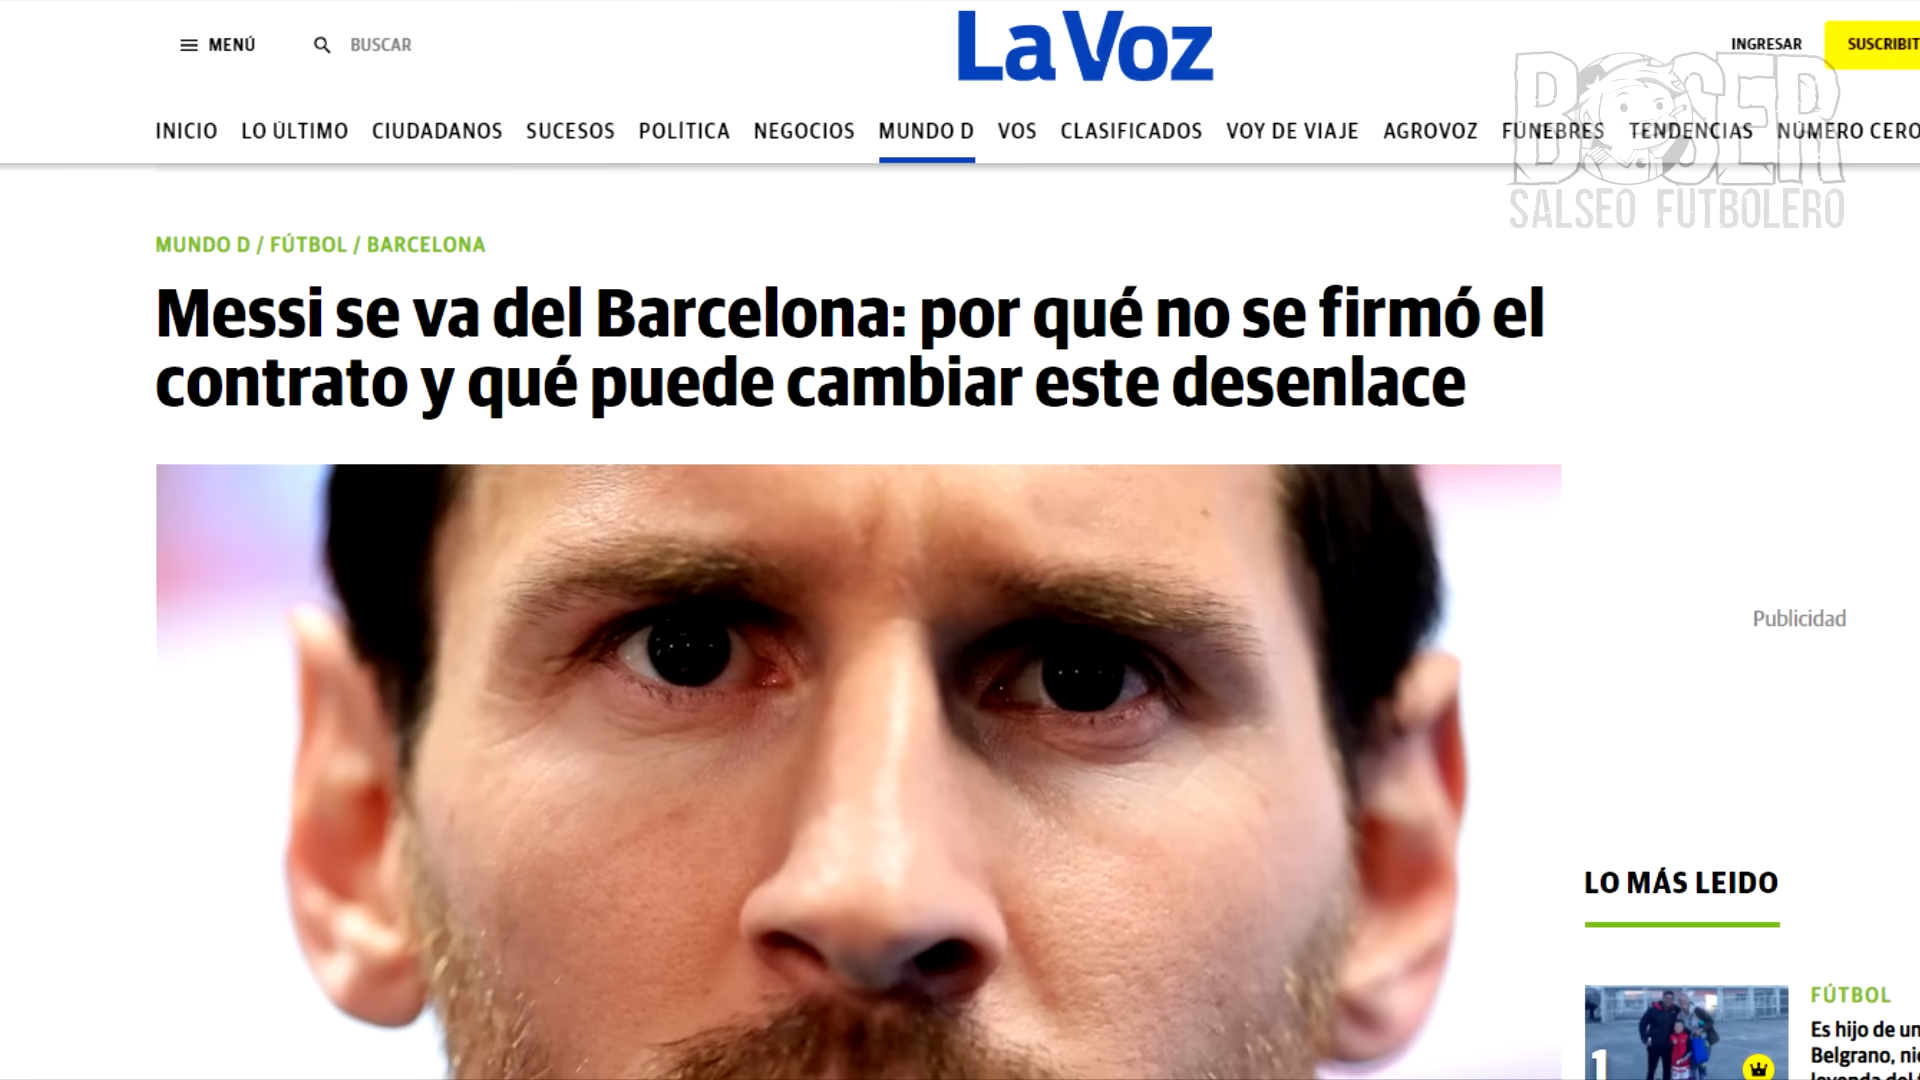 MENÚ
BUSCAR
La Voz
INGRESAR
BOSER
SALSEO FUTBOLERO
INICIO LO ÚLTIMO CIUDADANOS SUCESOS POLÍTICA NEGOCIOS MUNDO D VOS CLASIFICADOS VOY DE VIAJE AGROVOZ FÚNEBRES TENDENCIAS NÚMERO CERO
MUNDO D / FÚTBOL / BARCELONA
Messi se va del Barcelona: por qué no se firmó el
contrato y qué puede cambiar este desenlace
Publicidad
LO MÁS LEIDO
1
FÚTBOL
Es hijo de un
Belgrano,